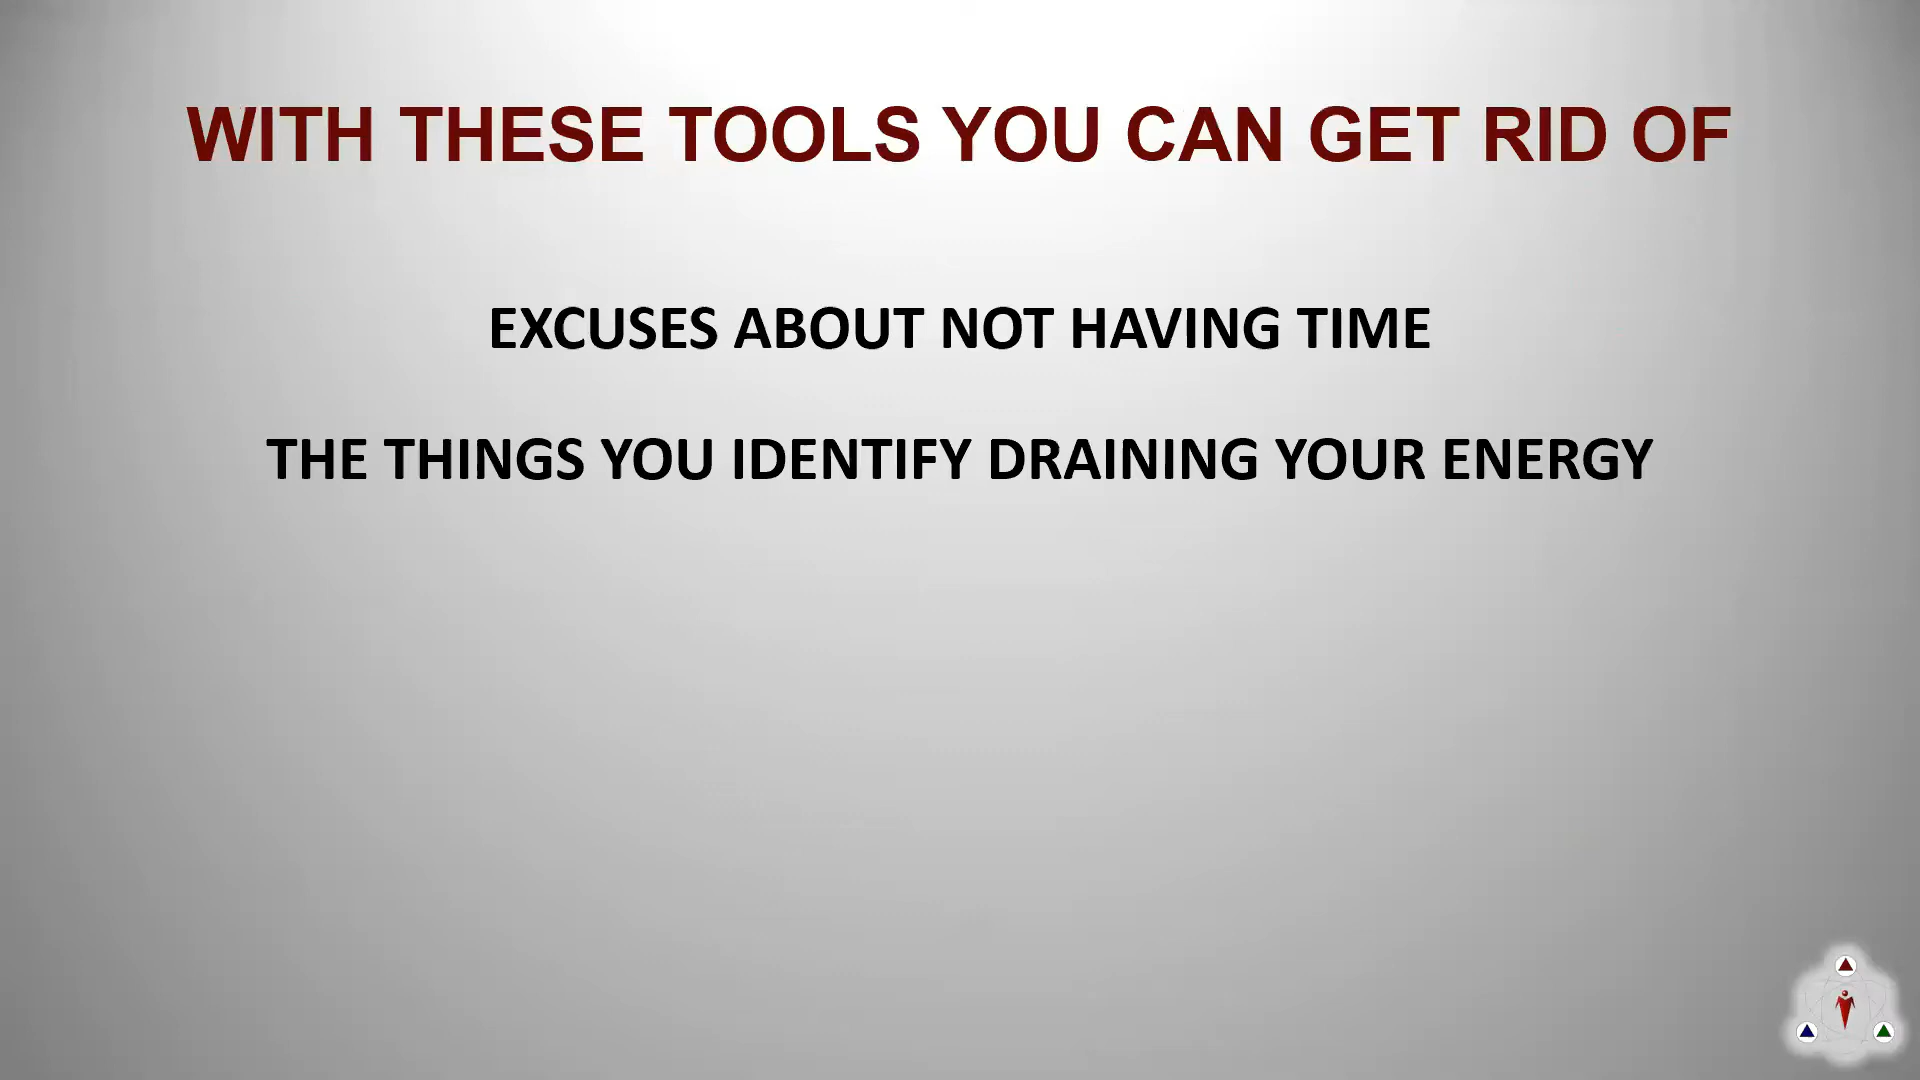 WITH THESE TOOLS YOU CAN GET RID OF
EXCUSES ABOUT NOT HAVING TIME
THE THINGS YOU IDENTIFY DRAINING YOUR ENERGY